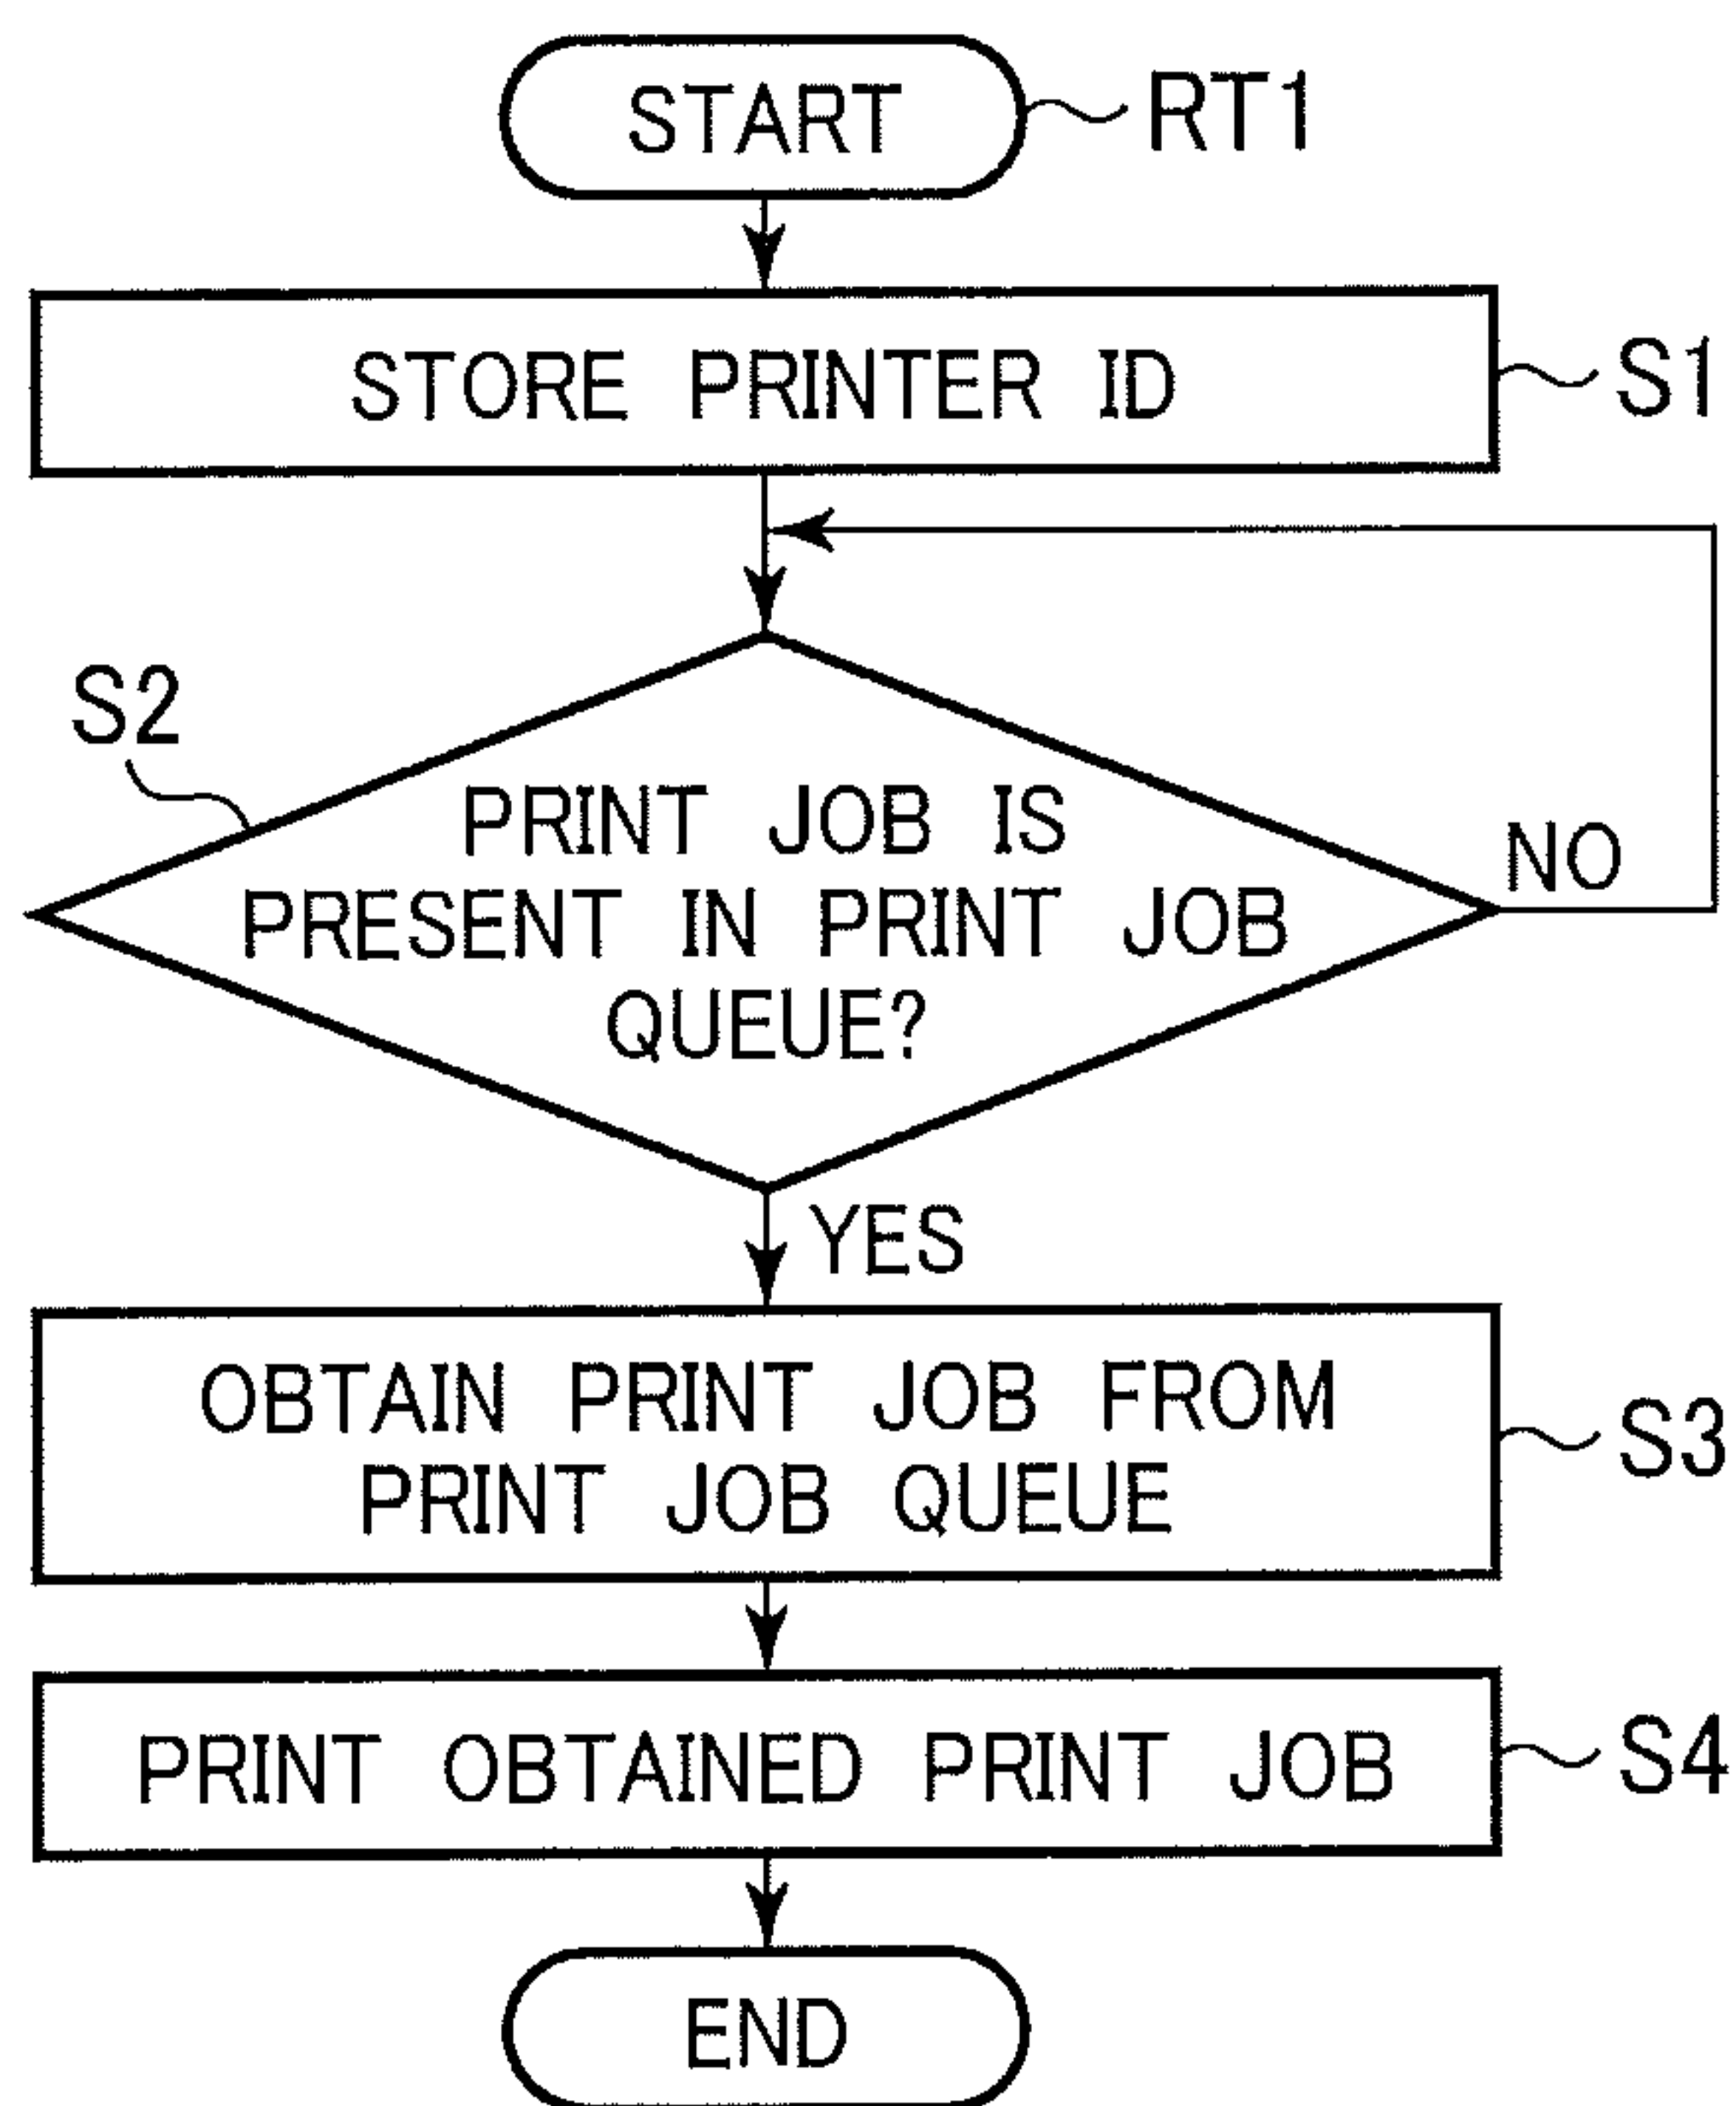 START
RT1
STORE PRINTER ID
S1
S2
PRINT JOB IS
PRESENT IN PRINT JOB
QUEUE?
NO
YES
OBTAIN PRINT JOB FROM
PRINT JOB QUEUE
S3
PRINT OBTAINED PRINT JOB
S4
END